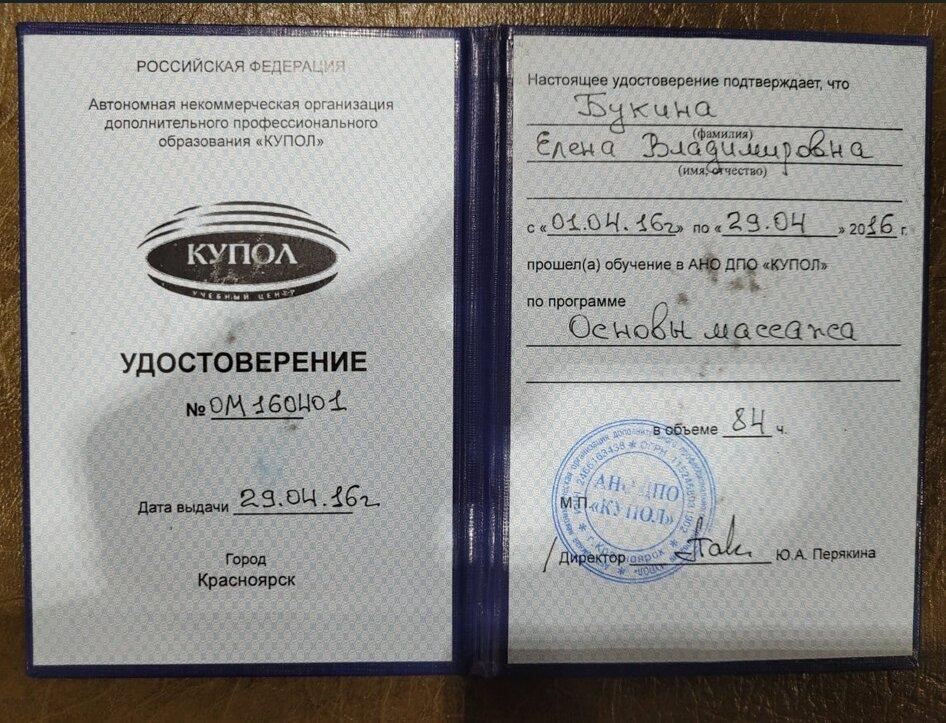 РОССИЙСКАЯ ФЕДЕРАЦИЯ
Автономная некоммерческая организация
дополнительного профессионального
образования «КУПОЛ»
КУПОЛ
УЧЕБНЫЙ ЦЕНТР
УДОСТОВЕРЕНИЕ
№ ОМ160401
Дата выдачи 29.04.16г
Город
Красноярск
Настоящее удостоверение подтверждает, что
Букина
(фамилия)
Елена Владимировна
(имя, отчество)
с «01.04.16г» по «29.04» 2016 г.
прошел(а) обучение в АНО ДПО «КУПОЛ»
по программе
Основы массажа
в объеме 84 ч.
АНО ДПО
М.П. «КУПОЛ»
г. Красноярск
Директор Ю.А. Перякина